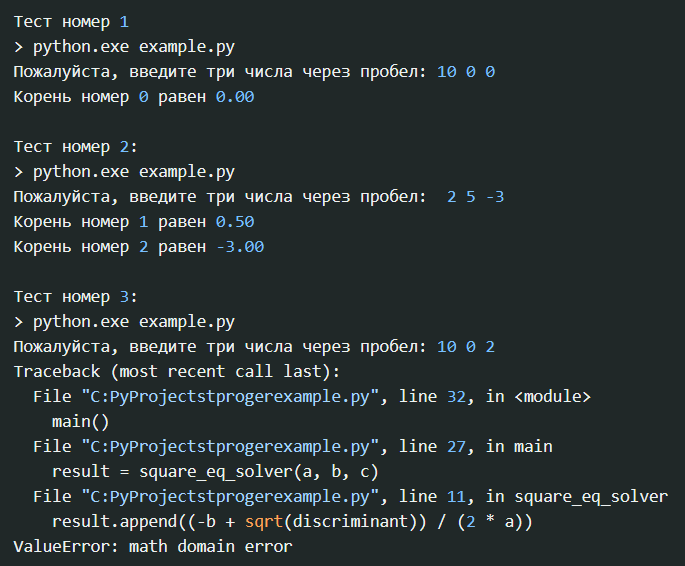 Тест номер 1
> python.exe example.py
Пожалуйста, введите три числа через пробел: 10 0 0
Корень номер 0 равен 0.00
Тест номер 2:
> python.exe example.py
Пожалуйста, введите три числа через пробел:  2 5 -3
Корень номер 1 равен 0.50
Корень номер 2 равен -3.00
Тест номер 3:
> python.exe example.py
Пожалуйста, введите три числа через пробел: 10 0 2
Traceback (most recent call last):
  File "C:PyProjectstprogerexample.py", line 32, in <module>
    main()
  File "C:PyProjectstprogerexample.py", line 27, in main
    result = square_eq_solver(a, b, c)
  File "C:PyProjectstprogerexample.py", line 11, in square_eq_solver
    result.append((-b + sqrt(discriminant)) / (2 * a))
ValueError: math domain error